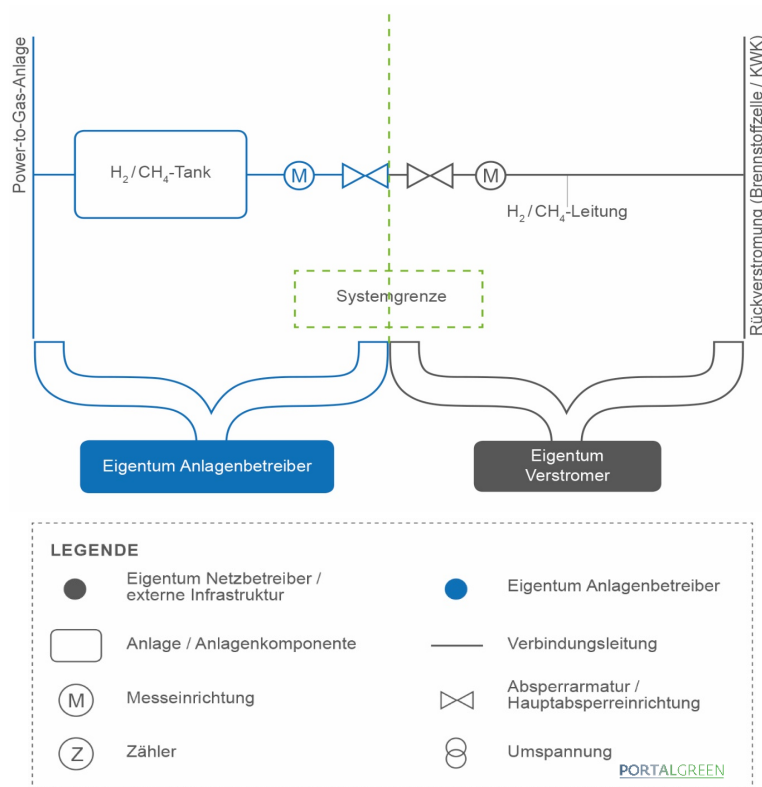 Power-to-Gas-Anlage
H₂/CH₄-Tank
M
M
H₂/CH₄-Leitung
Rückverstromung (Brennstoffzelle / KWK)
Systemgrenze
Eigentum Anlagenbetreiber
Eigentum
Verstromer
LEGENDE
Eigentum Netzbetreiber /
externe Infrastruktur
Eigentum Anlagenbetreiber
Anlage / Anlagenkomponente
Verbindungsleitung
M
Messeinrichtung
Absperrarmatur /
Hauptabsperreinrichtung
Z
Zähler
Umspannung
PORTALGREEN